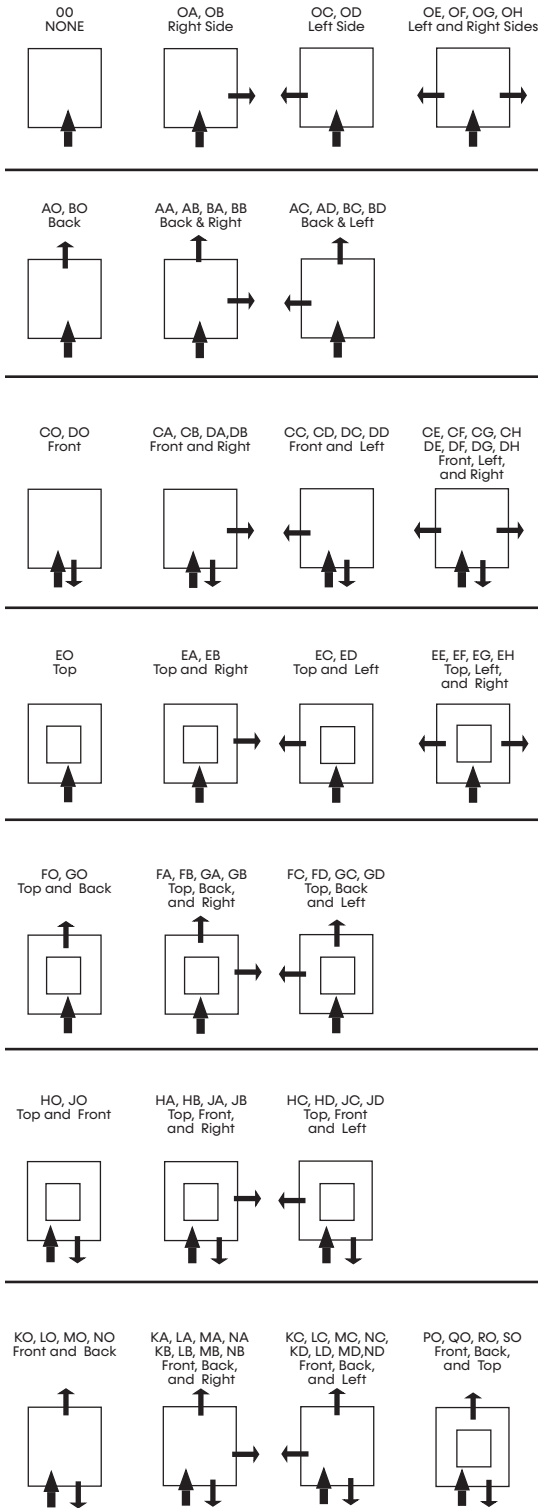 00
NONE
OA, OB
Right Side
OC, OD
Left Side
OE, OF, OG, OH
Left and Right Sides
AO, BO
Back
AA, AB, BA, BB
Back & Right
AC, AD, BC, BD
Back & Left
CO, DO
Front
CA, CB, DA,DB
Front and Right
CC, CD, DC, DD
Front and Left
CE, CF, CG, CH
DE, DF, DG, DH
Front, Left,
and Right
EO
Top
EA, EB
Top and Right
EC, ED
Top and Left
EE, EF, EG, EH
Top, Left,
and Right
FO, GO
Top and Back
FA, FB, GA, GB
Top, Back,
and Right
FC, FD, GC, GD
Top, Back
and Left
HO, JO
Top and Front
HA, HB, JA, JB
Top, Front,
and Right
HC, HD, JC, JD
Top, Front
and Left
KO, LO, MO, NO
Front and Back
KA, LA, MA, NA
KB, LB, MB, NB
Front, Back,
and Right
KC, LC, MC, NC,
KD, LD, MD,ND
Front, Back,
and Left
PO, QO, RO, SO
Front, Back,
and Top